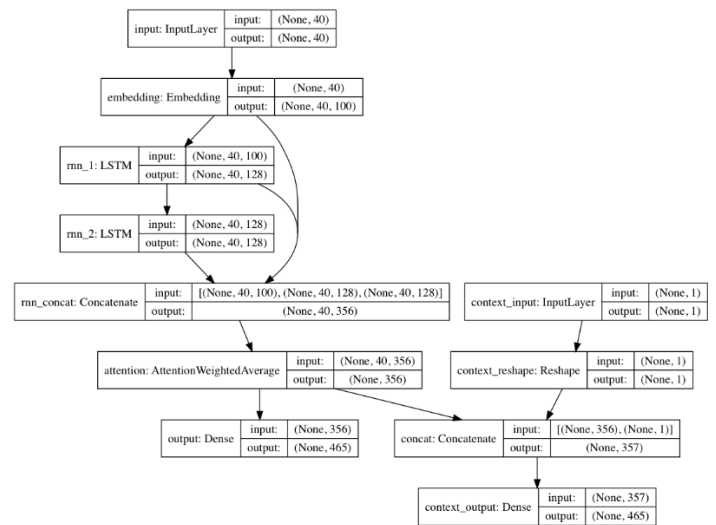 input: InputLayer input: (None, 40)
output: (None, 40)
embedding: Embedding input: (None, 40)
output: (None, 40, 100)
rnn_1: LSTM input: (None, 40, 100)
output: (None, 40, 128)
rnn_2: LSTM input: (None, 40, 128)
output: (None, 40, 128)
rnn_concat: Concatenate input: [(None, 40, 100), (None, 40, 128), (None, 40, 128)]
output: (None, 40, 356)
context_input: InputLayer input: (None, 1)
output: (None, 1)
attention: AttentionWeightedAverage input: (None, 40, 356)
output: (None, 356)
context_reshape: Reshape input: (None, 1)
output: (None, 1)
output: Dense input: (None, 356)
output: (None, 465)
concat: Concatenate input: [(None, 356), (None, 1)]
output: (None, 357)
context_output: Dense input: (None, 357)
output: (None, 465)